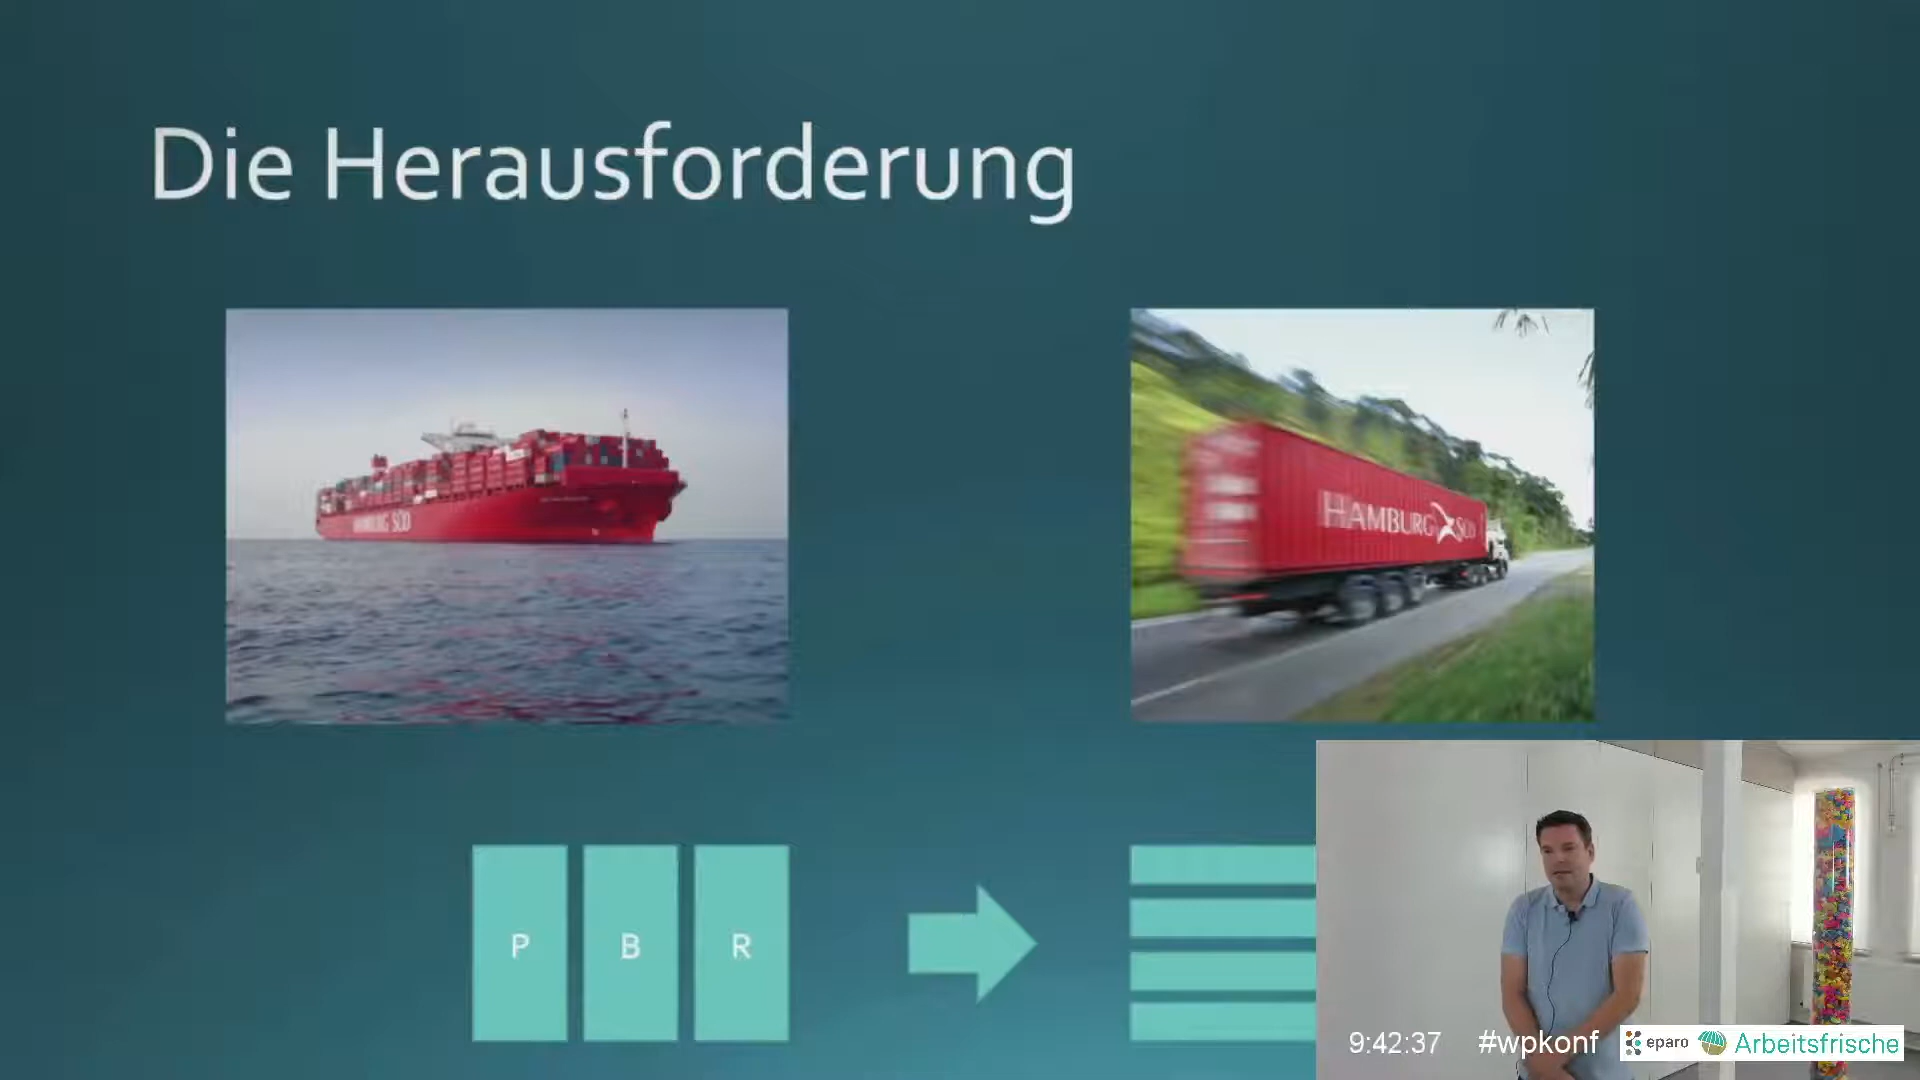 Die Herausforderung
HAMBURG SÜD
HAMBURG SÜD
P B R
9:42:37 #wpkonf eparo Arbeitsfrische